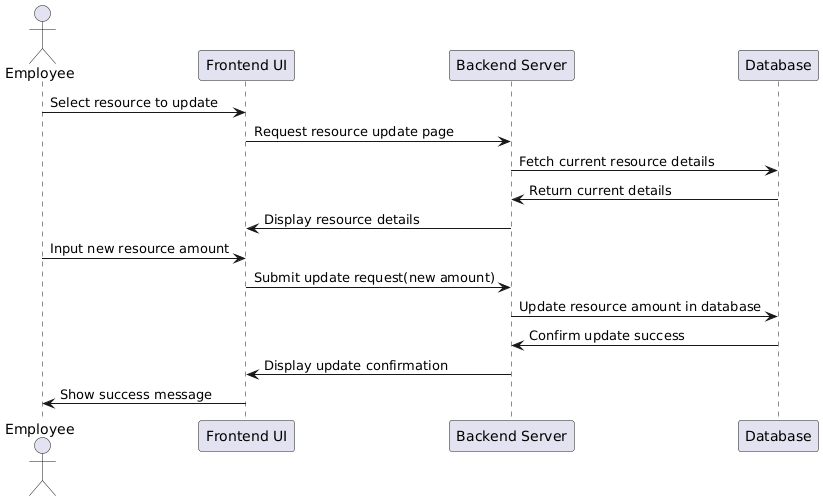 Employee
Frontend UI
Backend Server
Database
Select resource to update
Request resource update page
Fetch current resource details
Return current details
Display resource details
Input new resource amount
Submit update request(new amount)
Update resource amount in database
Confirm update success
Display update confirmation
Show success message
Employee
Frontend UI
Backend Server
Database